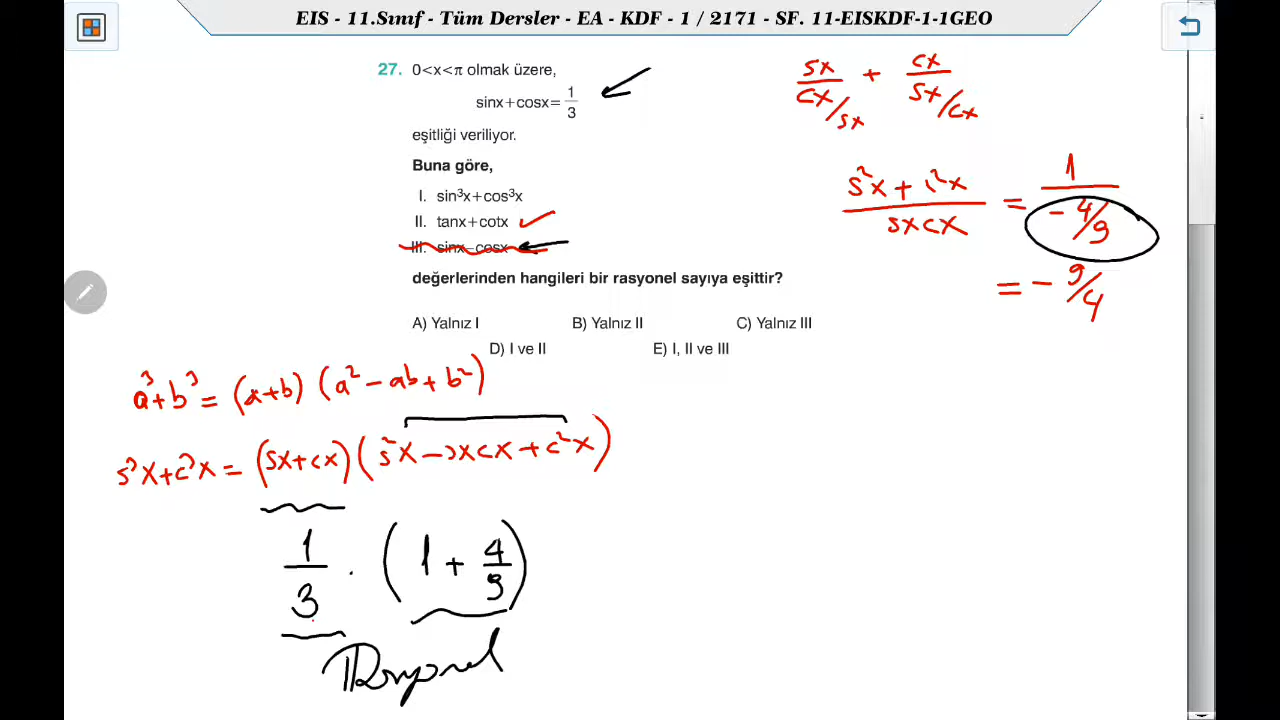 EIS - 11.Sınıf - Tüm Dersler - EA - KDF - 1 / 2171 - SF. 11-EISKDF-1-1GEO
27. 0<x<π olmak üzere,
sinx+cosx=1/3
eşitliği veriliyor.
Buna göre,
I. sin³x+cos³x
II. tanx+cotx
III. sinx−cosx
değerlerinden hangileri bir rasyonel sayıya eşittir?
A) Yalnız I B) Yalnız II C) Yalnız III
D) I ve II E) I, II ve III
sx/cx /sx + cx/sx /cx
s²x + c²x / sxcx = 1 / -4/9
= - 9/4
a³+b³ = (a+b) (a² - ab + b²)
s³x+c³x = (sx+cx) (s²x - sxcx + c²x)
1/3 . (1 + 4/9)
Rasyonel